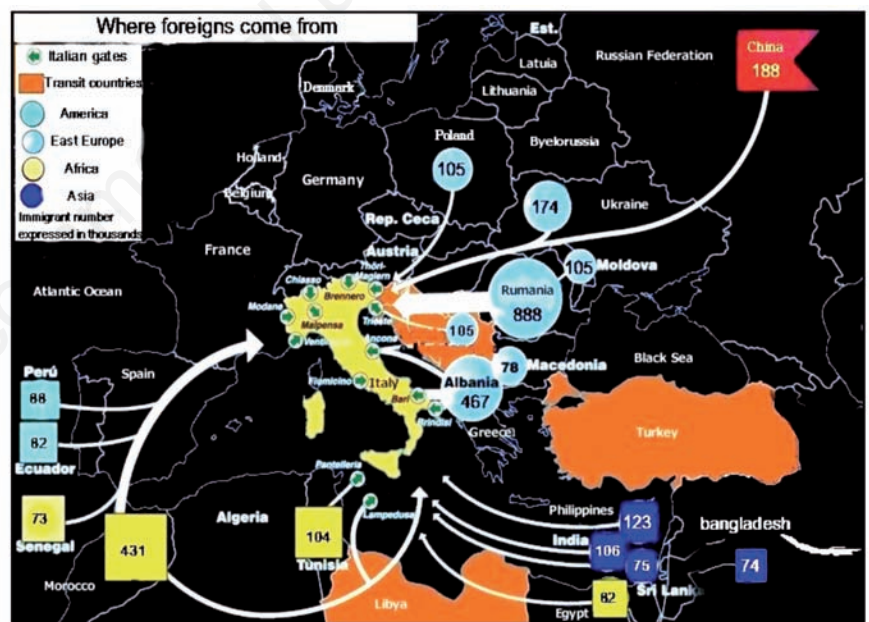 Where foreigns come from
Italian gates
Transit countries
America
East Europe
Africa
Asia
Immigrant number
expressed in thousands
Est.
Latuia
Lithuania
Russian Federation
China
188
Denmark
Poland
105
Byelorussia
Holland
Belgium
Germany
174
Ukraine
Rep. Ceca
France
Austria
Thörl-
Maglern
105
Moldova
Atlantic Ocean
Chiasso
Brennero
Rumania
888
Modane
Malpensa
Trieste
105
Ancona
Black Sea
Spain
Perú
88
Fiumicino
Italy
Albania
467
78
Macedonia
Bari
Brindisi
Greece
Turkey
82
Ecuador
Pantelleria
Lampedusa
73
Senegal
431
Morocco
Algeria
104
Tunisia
Libya
Philippines
123
India
106
75
Sri Lank
bangladesh
74
82
Egypt